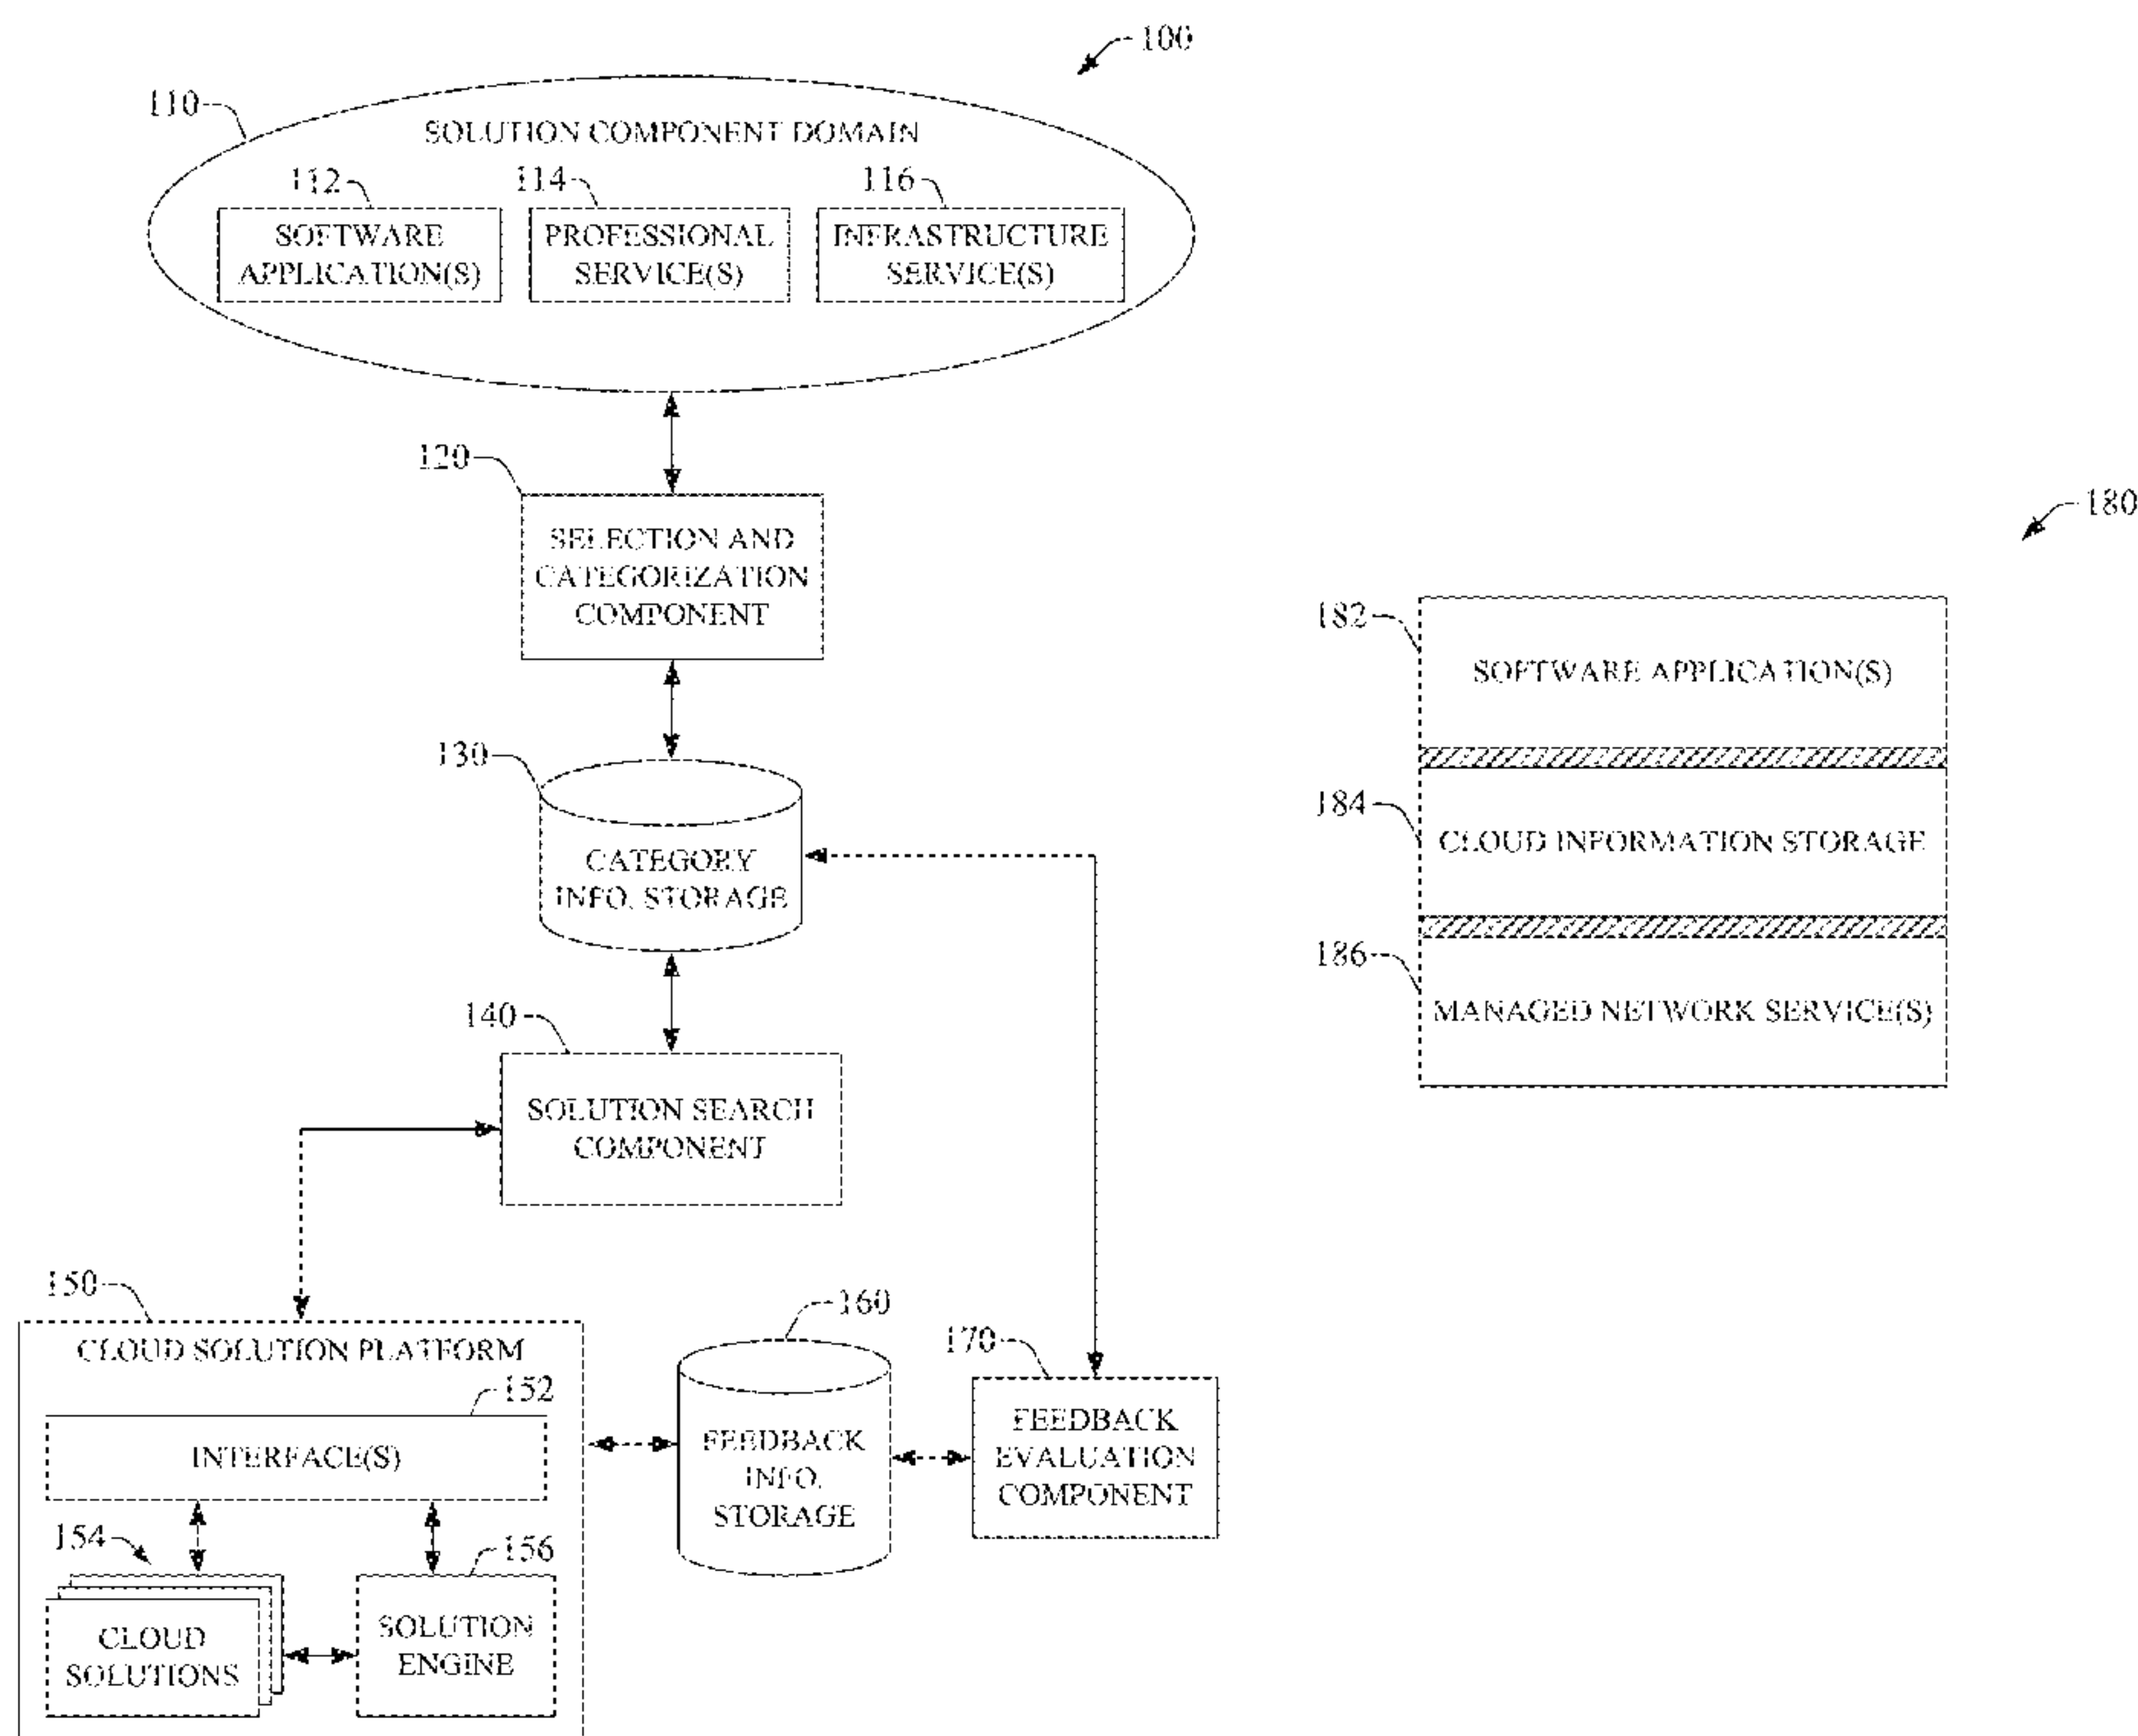 100
110
SOLUTION COMPONENT DOMAIN
112
114
116
SOFTWARE
APPLICATION(S)
PROFESSIONAL
SERVICE(S)
INFRASTRUCTURE
SERVICE(S)
120
SELECTION AND
CATEGORIZATION
COMPONENT
130
CATEGORY
INFO. STORAGE
140
SOLUTION SEARCH
COMPONENT
150
CLOUD SOLUTION PLATFORM
152
INTERFACE(S)
154
156
CLOUD
SOLUTIONS
SOLUTION
ENGINE
160
FEEDBACK
INFO.
STORAGE
170
FEEDBACK
EVALUATION
COMPONENT
180
182
SOFTWARE APPLICATION(S)
184
CLOUD INFORMATION STORAGE
186
MANAGED NETWORK SERVICE(S)